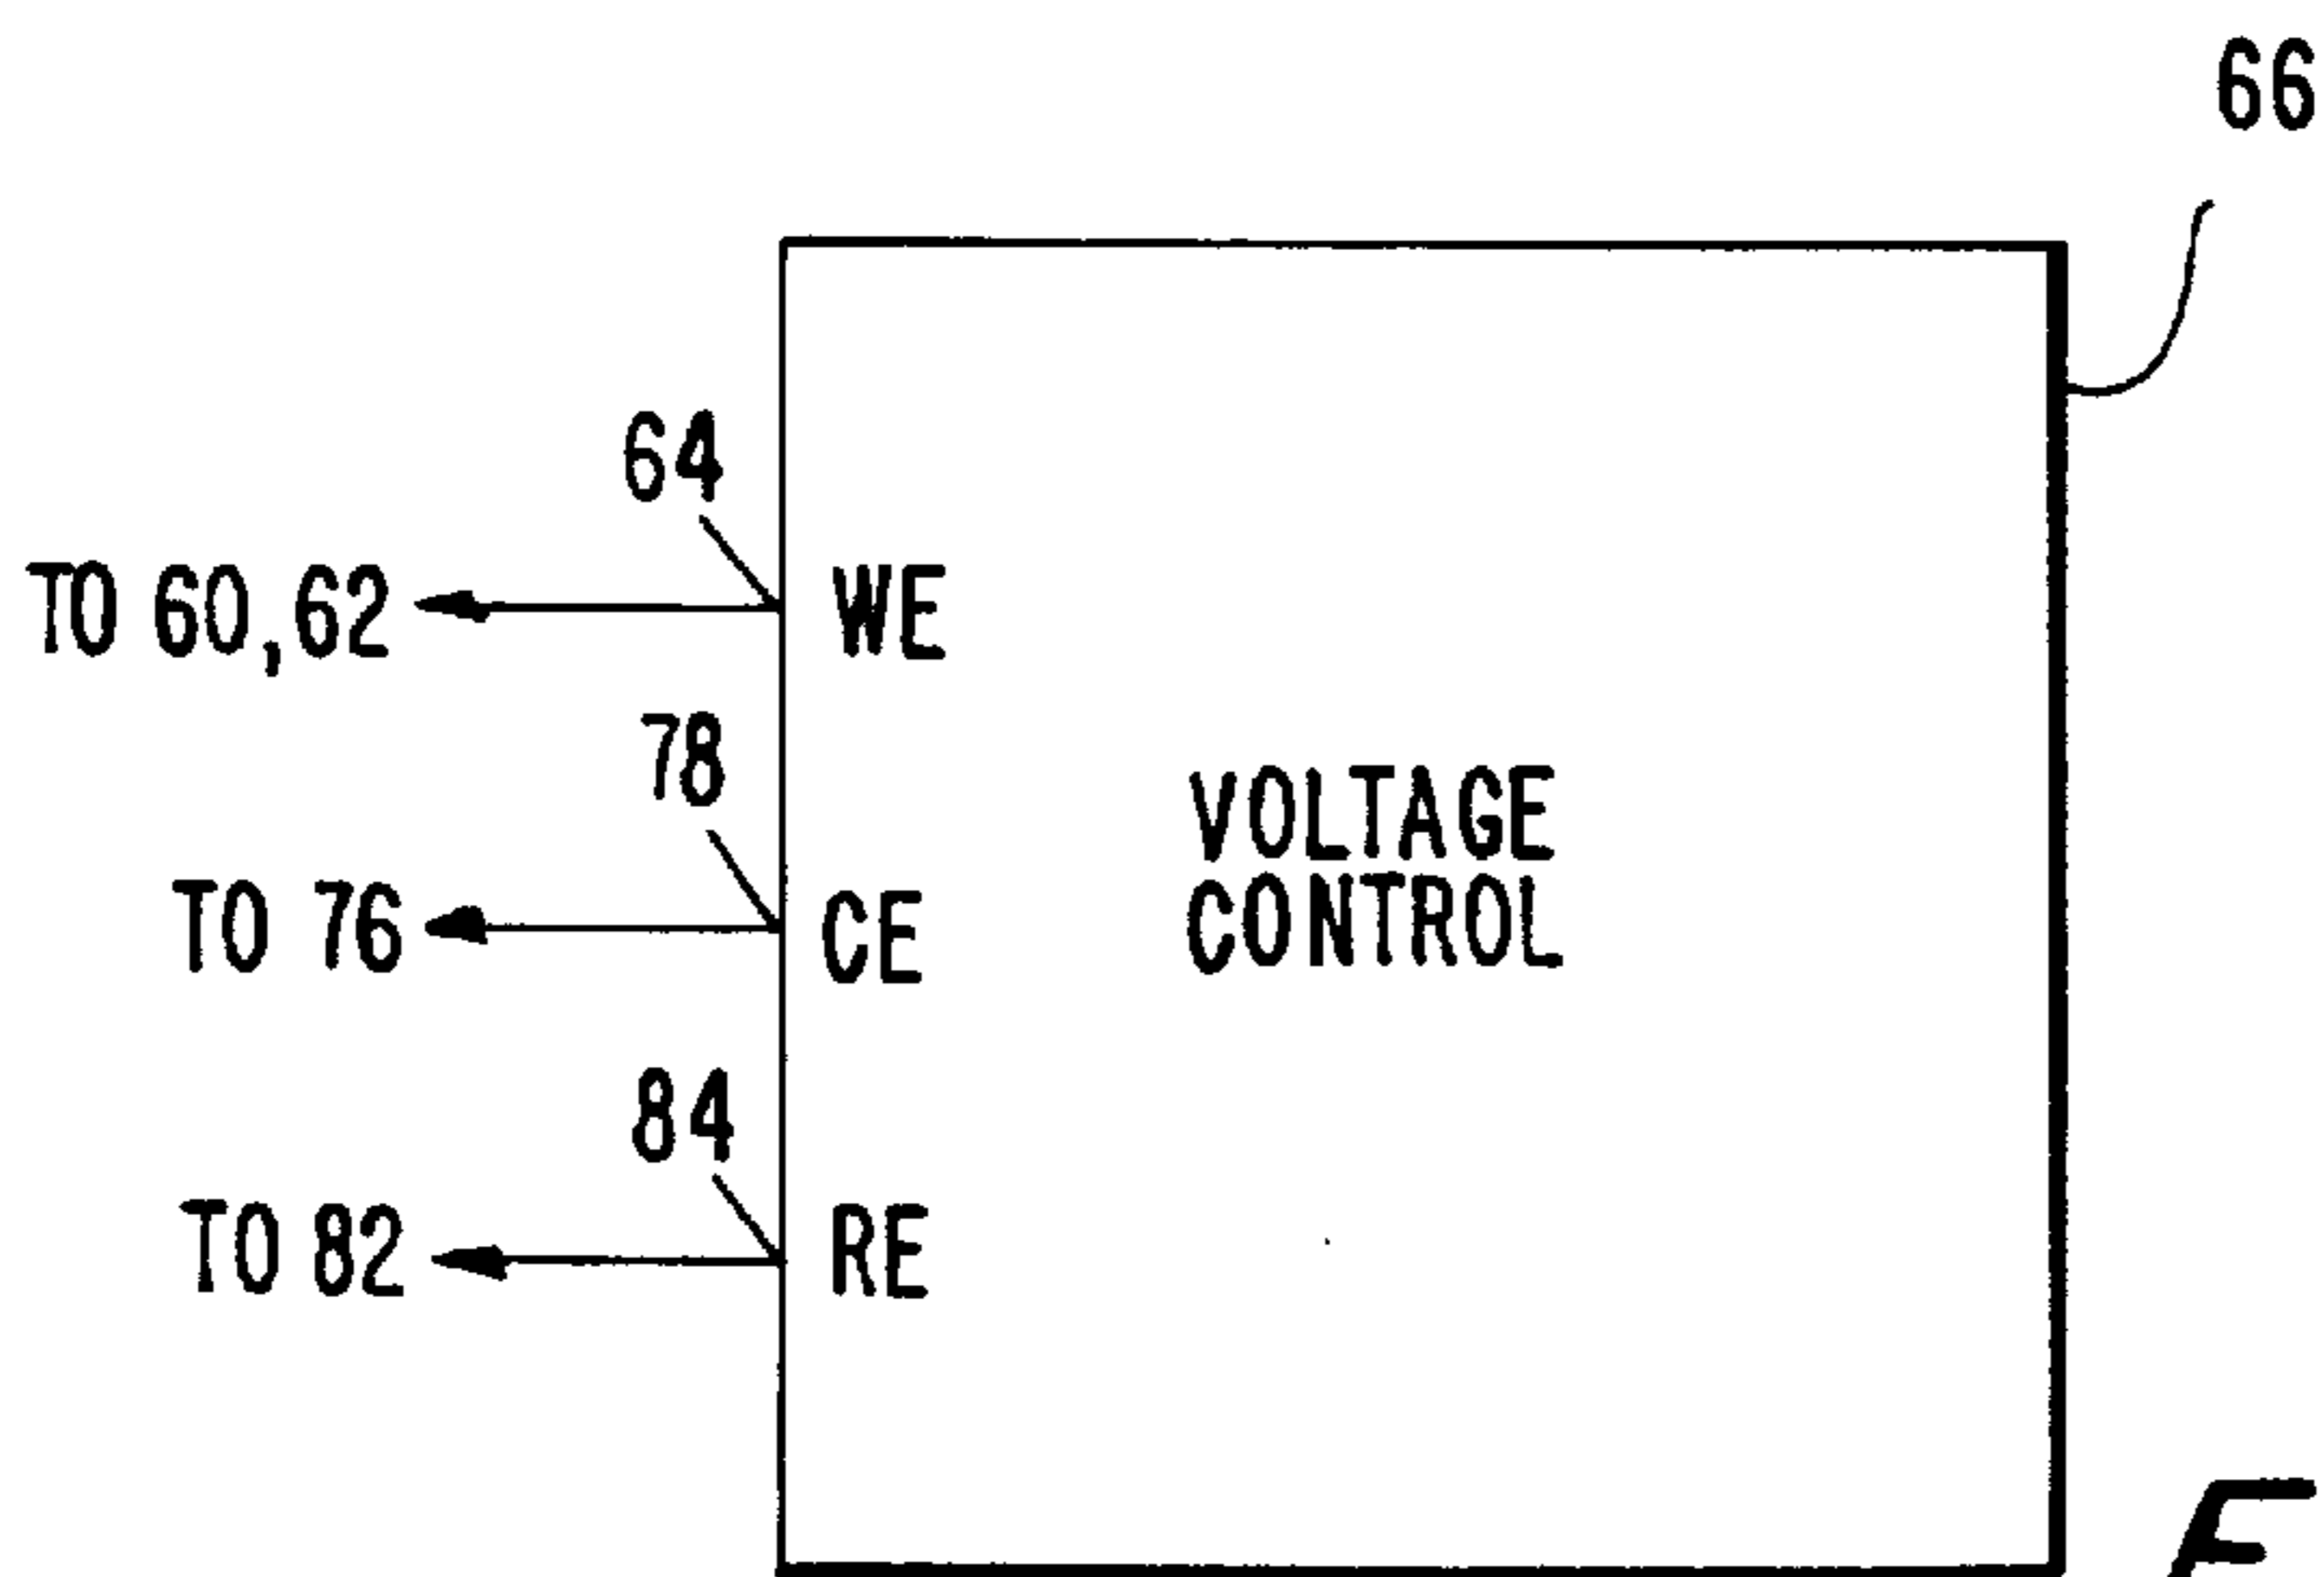 66
64
TO 60,62
WE
78
VOLTAGE
CONTROL
TO 76
CE
84
TO 82
RE
F